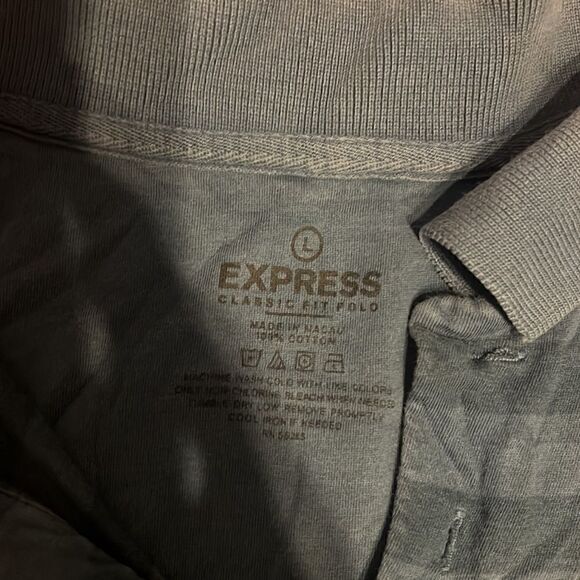 L
EXPRESS
CLASSIC FIT POLO
MADE IN MACAU
100% COTTON
MACHINE WASH COLD WITH LIKE COLORS
ONLY NON-CHLORINE BLEACH WHEN NEEDED
TUMBLE DRY LOW REMOVE PROMPTLY
COOL IRON IF NEEDED